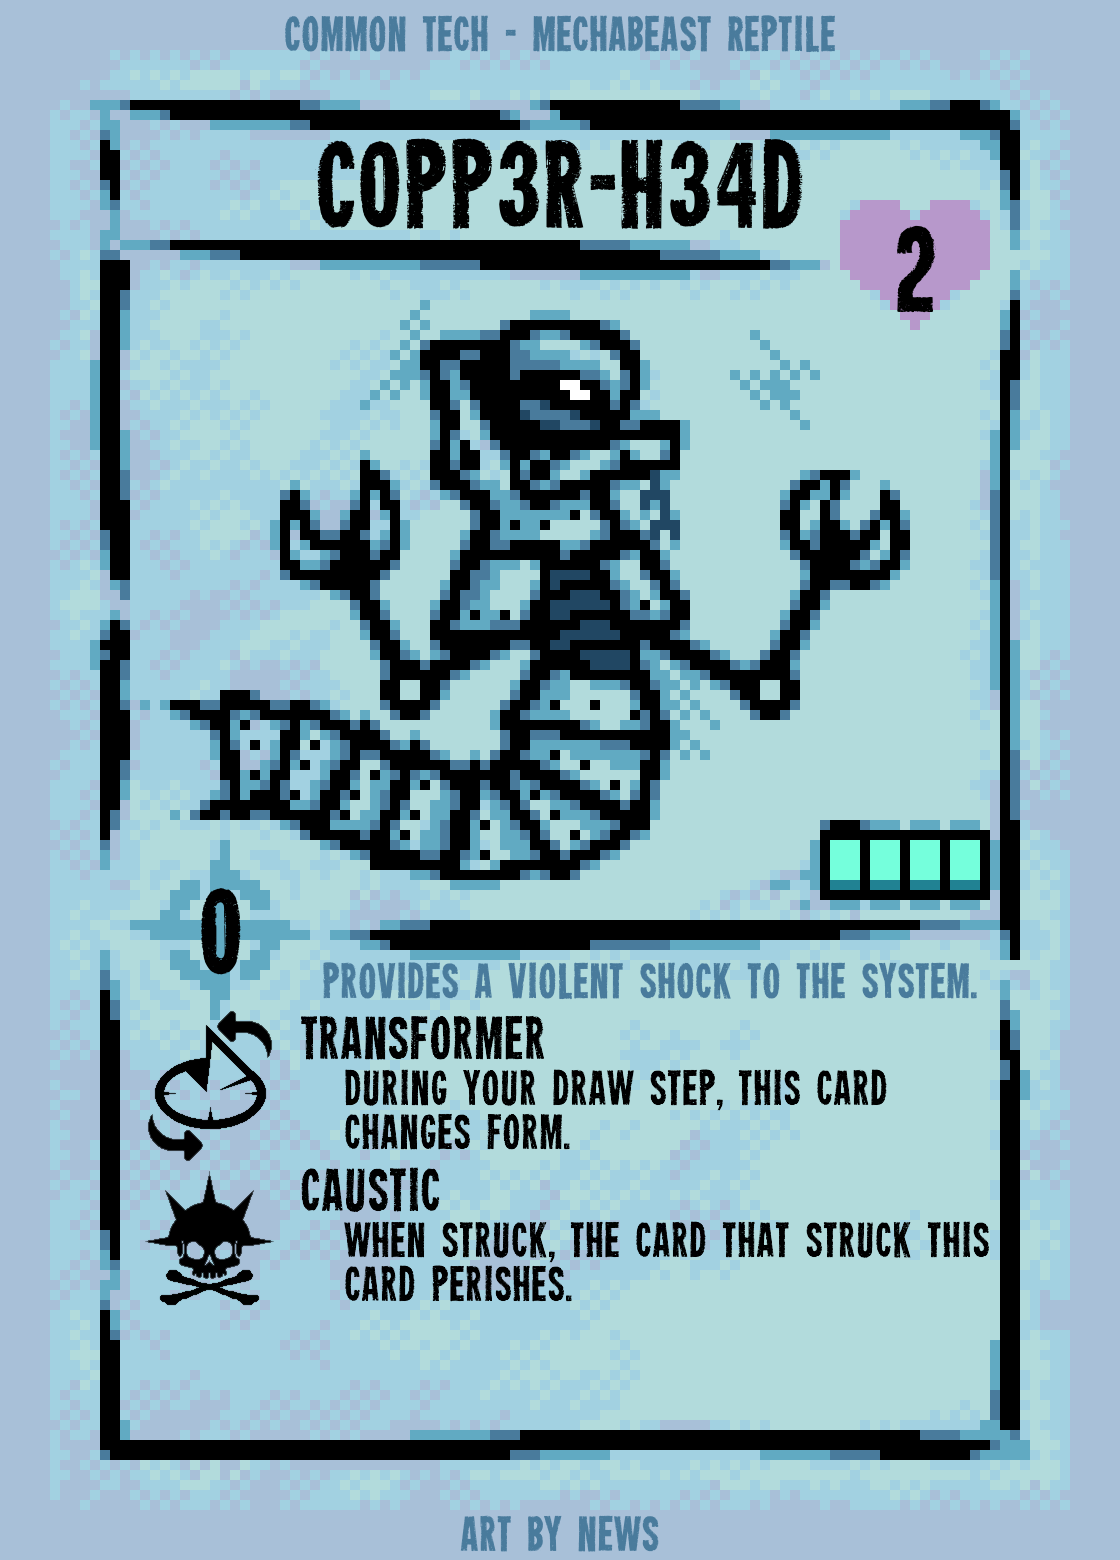 COMMON TECH - MECHABEAST REPTILE
C0PP3R-H34D
2
0
PROVIDES A VIOLENT SHOCK TO THE SYSTEM.
TRANSFORMER
DURING YOUR DRAW STEP, THIS CARD
CHANGES FORM.
CAUSTIC
WHEN STRUCK, THE CARD THAT STRUCK THIS
CARD PERISHES.
ART BY NEWS